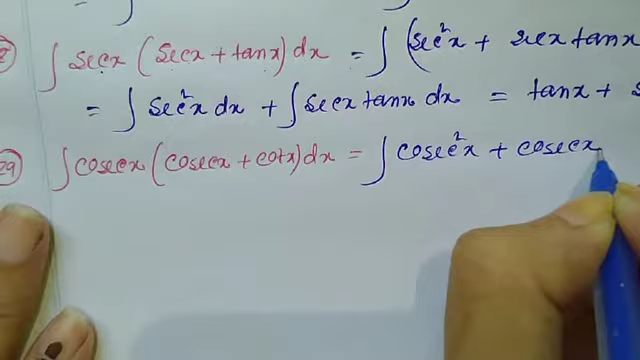 ∫ secx (secx + tanx) dx = ∫ (sec²x + secx tanx
= ∫ sec²x dx + ∫ secx tanx dx = tanx +
29 ∫ cosecx (cosecx + cotx) dx = ∫ cosec²x + cosecx